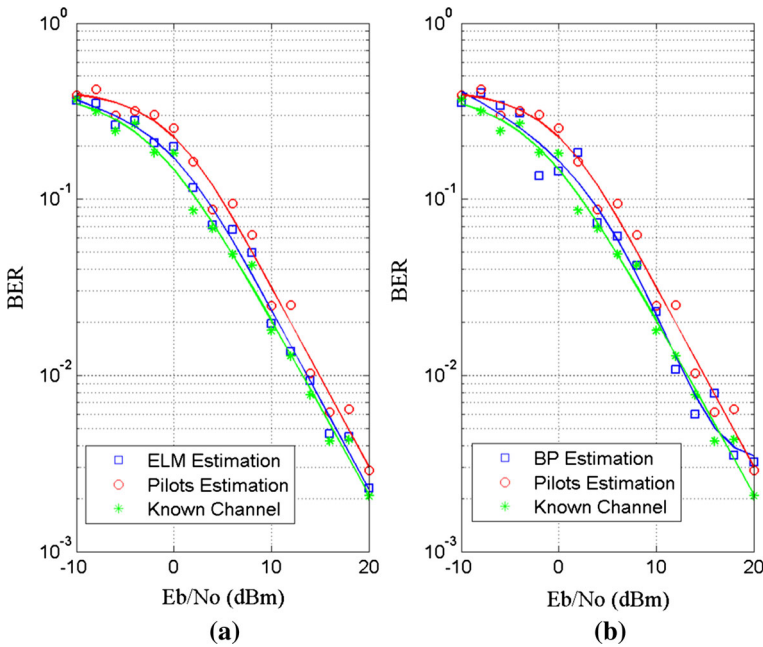 10^0
10^-1
10^-2
10^-3
BER
-10 0 10 20
Eb/No (dBm)
ELM Estimation
Pilots Estimation
Known Channel
(a)
10^0
10^-1
10^-2
10^-3
BER
-10 0 10 20
Eb/No (dBm)
BP Estimation
Pilots Estimation
Known Channel
(b)